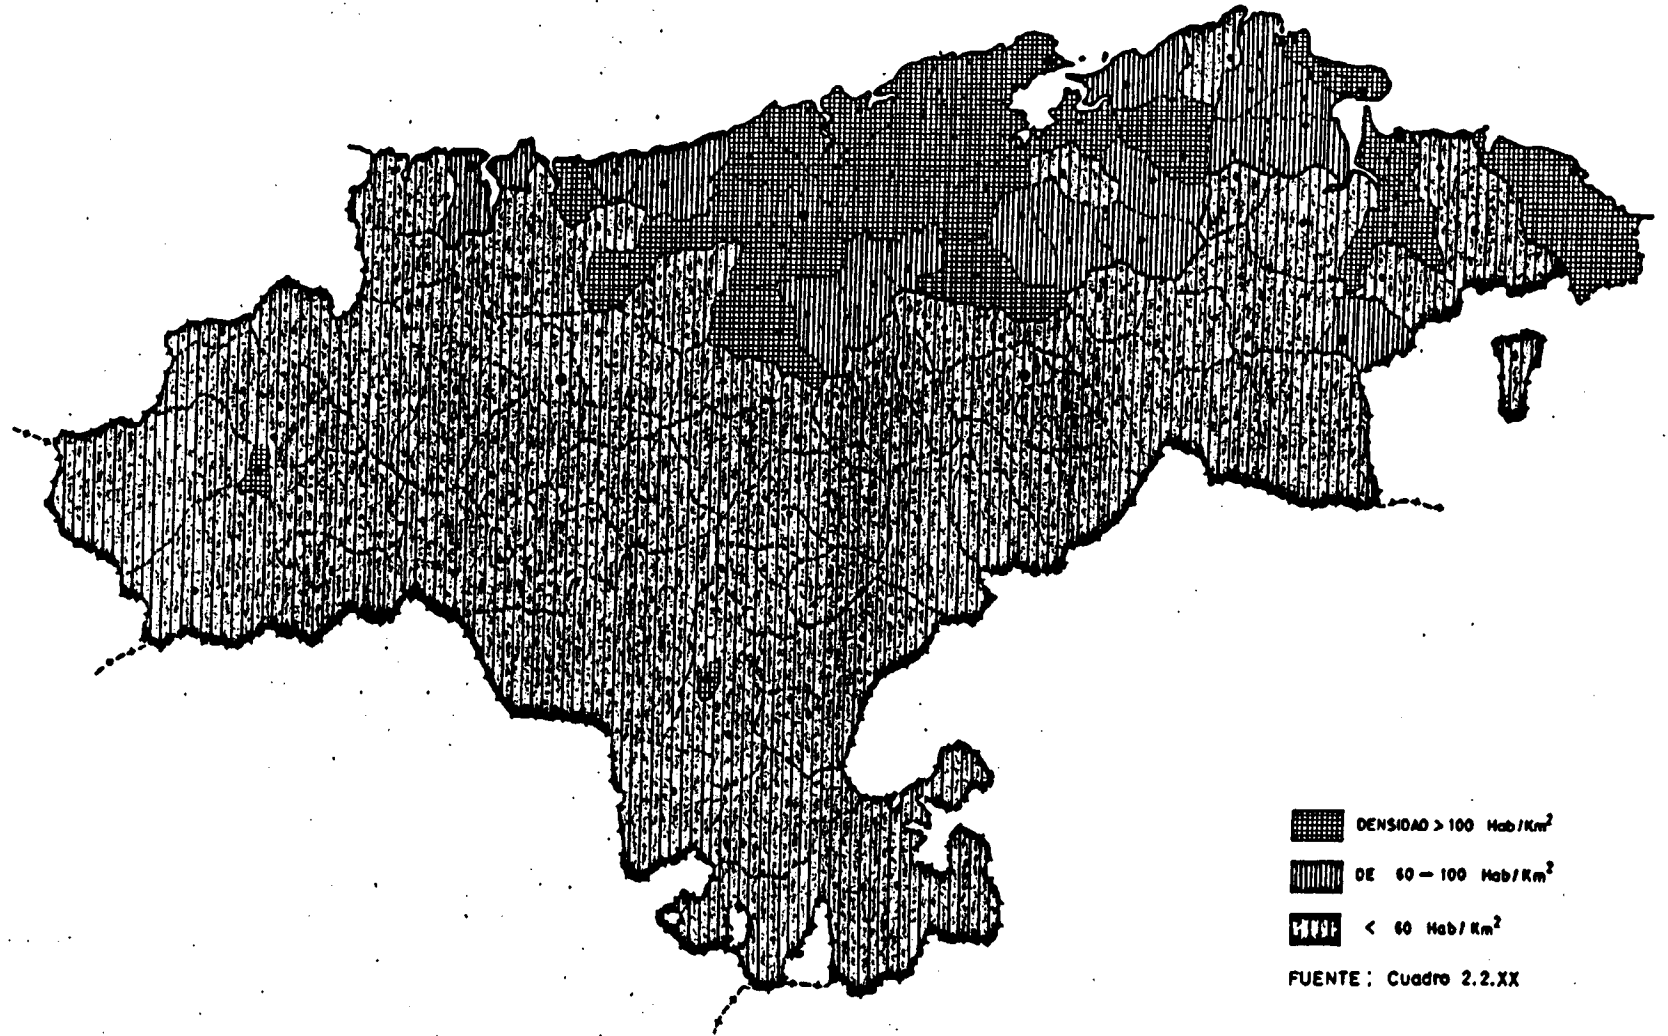 DENSIDAD > 100 Hab/Km²
DE 60 — 100 Hab/Km²
< 60 Hab/Km²
FUENTE: Cuadro 2.2.XX